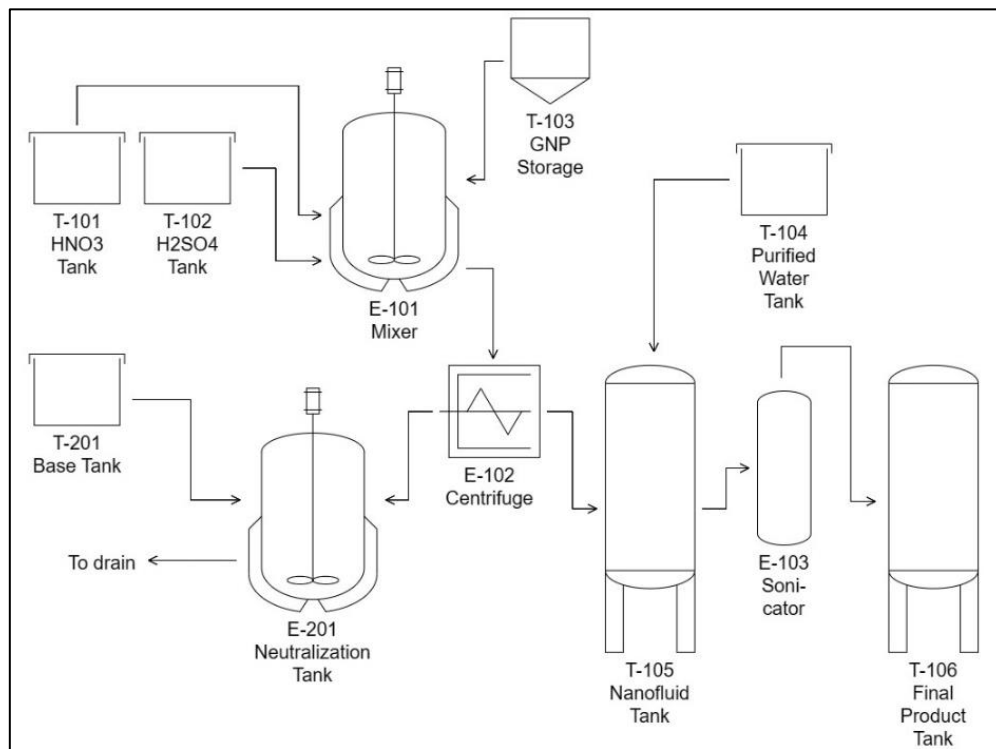 T-103
GNP
Storage
T-101
HNO3
Tank
T-102
H2SO4
Tank
T-104
Purified
Water
Tank
E-101
Mixer
T-201
Base Tank
E-102
Centrifuge
To drain
E-103
Soni-
cator
E-201
Neutralization
Tank
T-105
Nanofluid
Tank
T-106
Final
Product
Tank